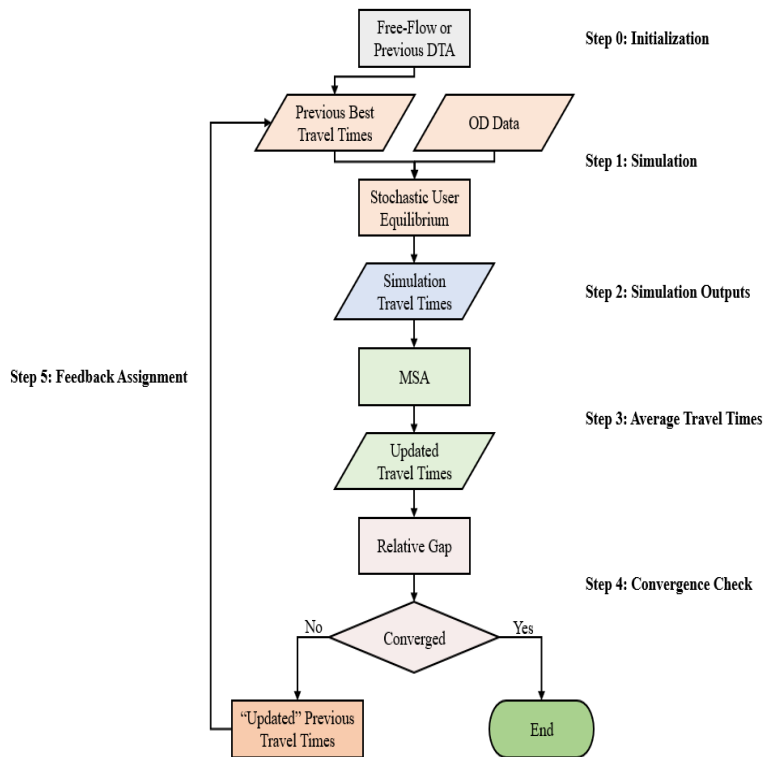 Free-Flow or
Previous DTA
Step 0: Initialization
Previous Best
Travel Times
OD Data
Step 1: Simulation
Stochastic User
Equilibrium
Simulation
Travel Times
Step 2: Simulation Outputs
MSA
Step 5: Feedback Assignment
Step 3: Average Travel Times
Updated
Travel Times
Relative Gap
Step 4: Convergence Check
No
Converged
Yes
“Updated” Previous
Travel Times
End